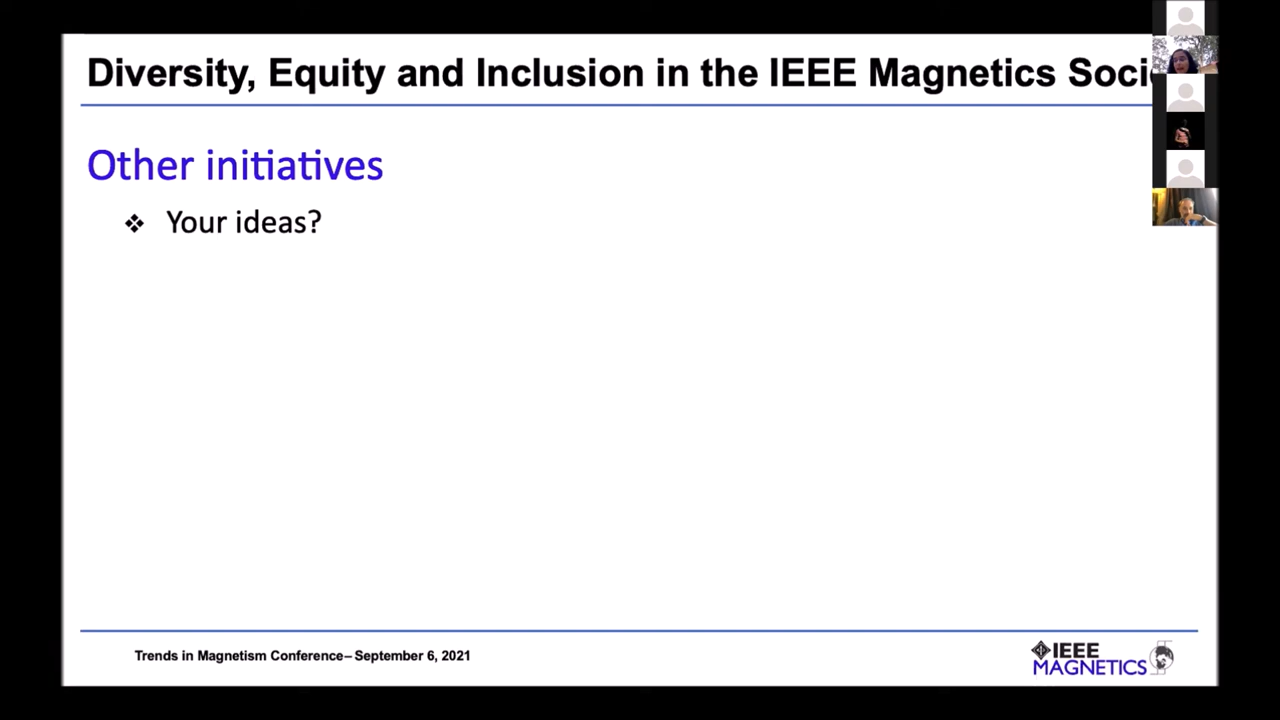 Diversity, Equity and Inclusion in the IEEE Magnetics Soci
Other initiatives
❖ Your ideas?
Trends in Magnetism Conference– September 6, 2021
IEEE
MAGNETICS